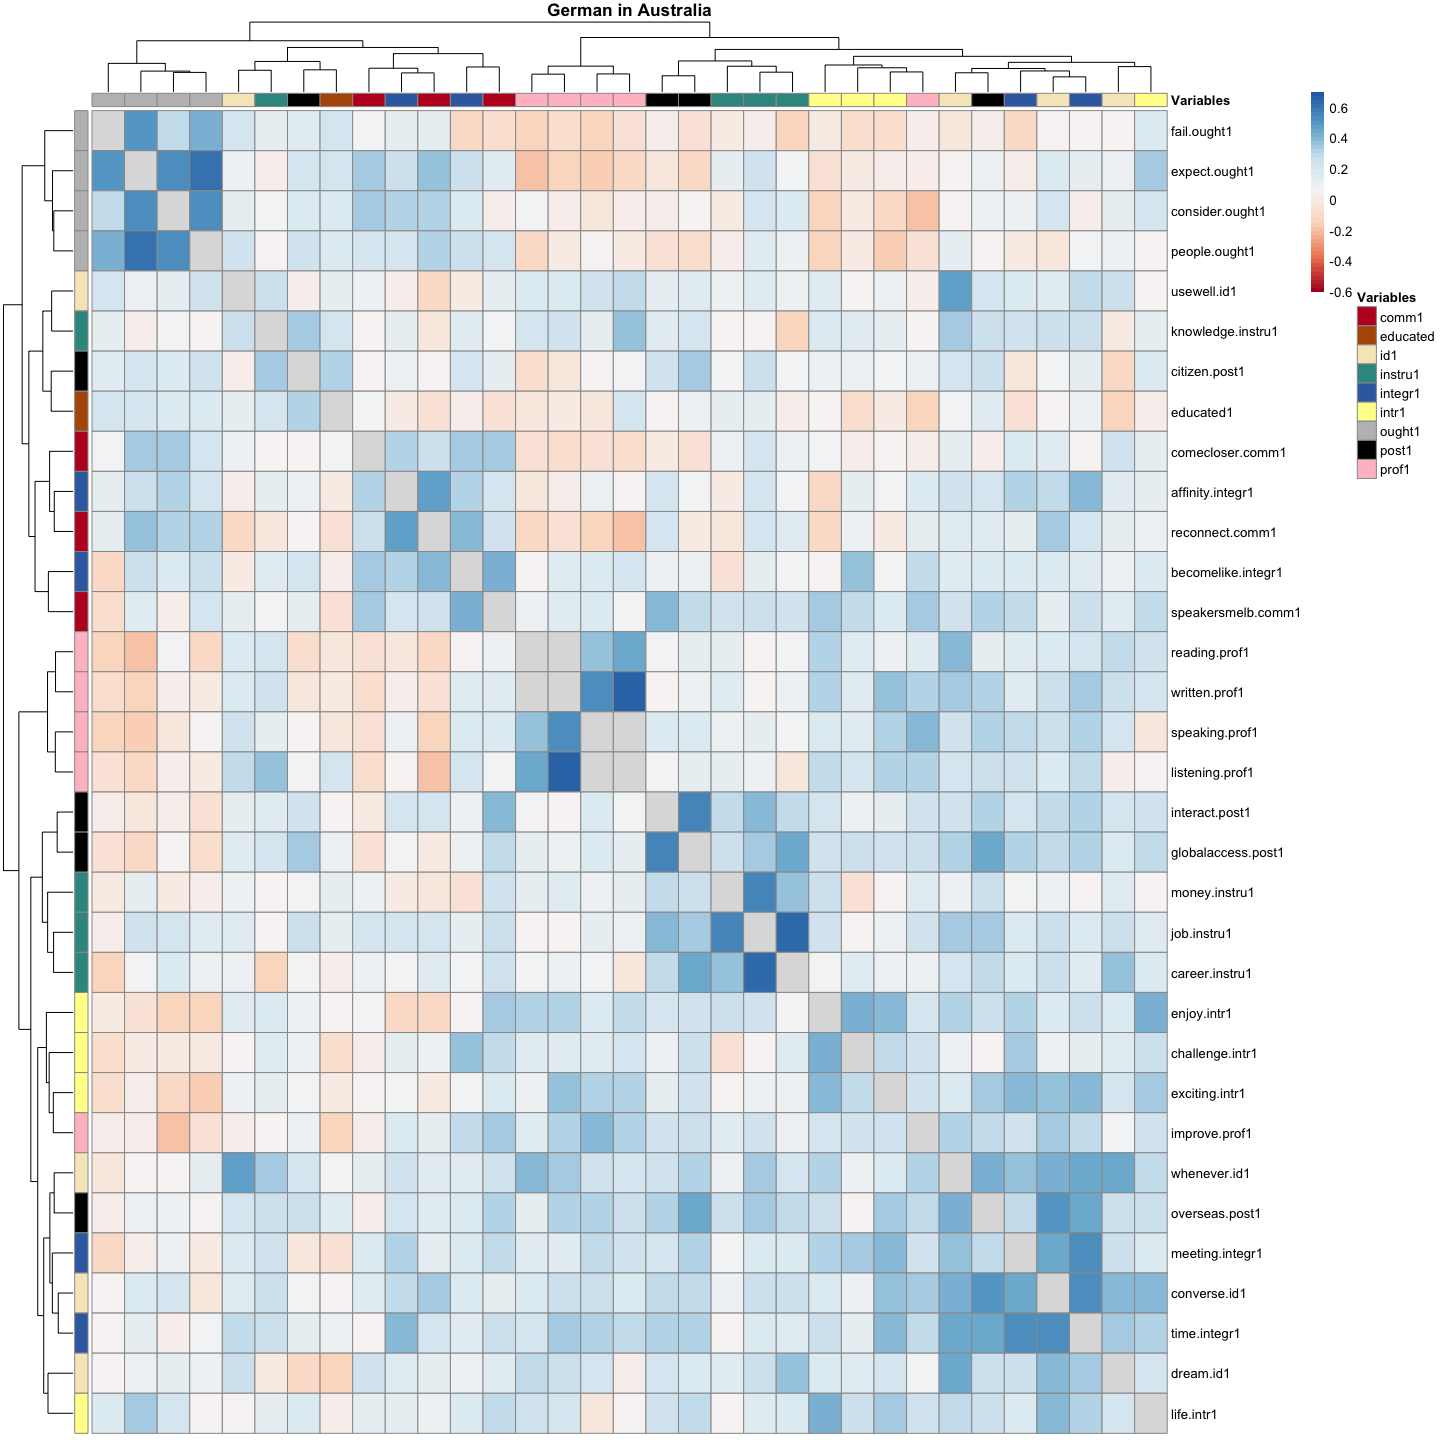 German in Australia
Variables
fail.ought1
expect.ought1
consider.ought1
people.ought1
usewell.id1
knowledge.instru1
citizen.post1
educated1
comecloser.comm1
affinity.integr1
reconnect.comm1
becomelike.integr1
speakersmelb.comm1
reading.prof1
written.prof1
speaking.prof1
listening.prof1
interact.post1
globalaccess.post1
money.instru1
job.instru1
career.instru1
enjoy.intr1
challenge.intr1
exciting.intr1
improve.prof1
whenever.id1
overseas.post1
meeting.integr1
converse.id1
time.integr1
dream.id1
life.intr1
0.6
0.4
0.2
0
-0.2
-0.4
-0.6
Variables
comm1
educated
id1
instru1
integr1
intr1
ought1
post1
prof1